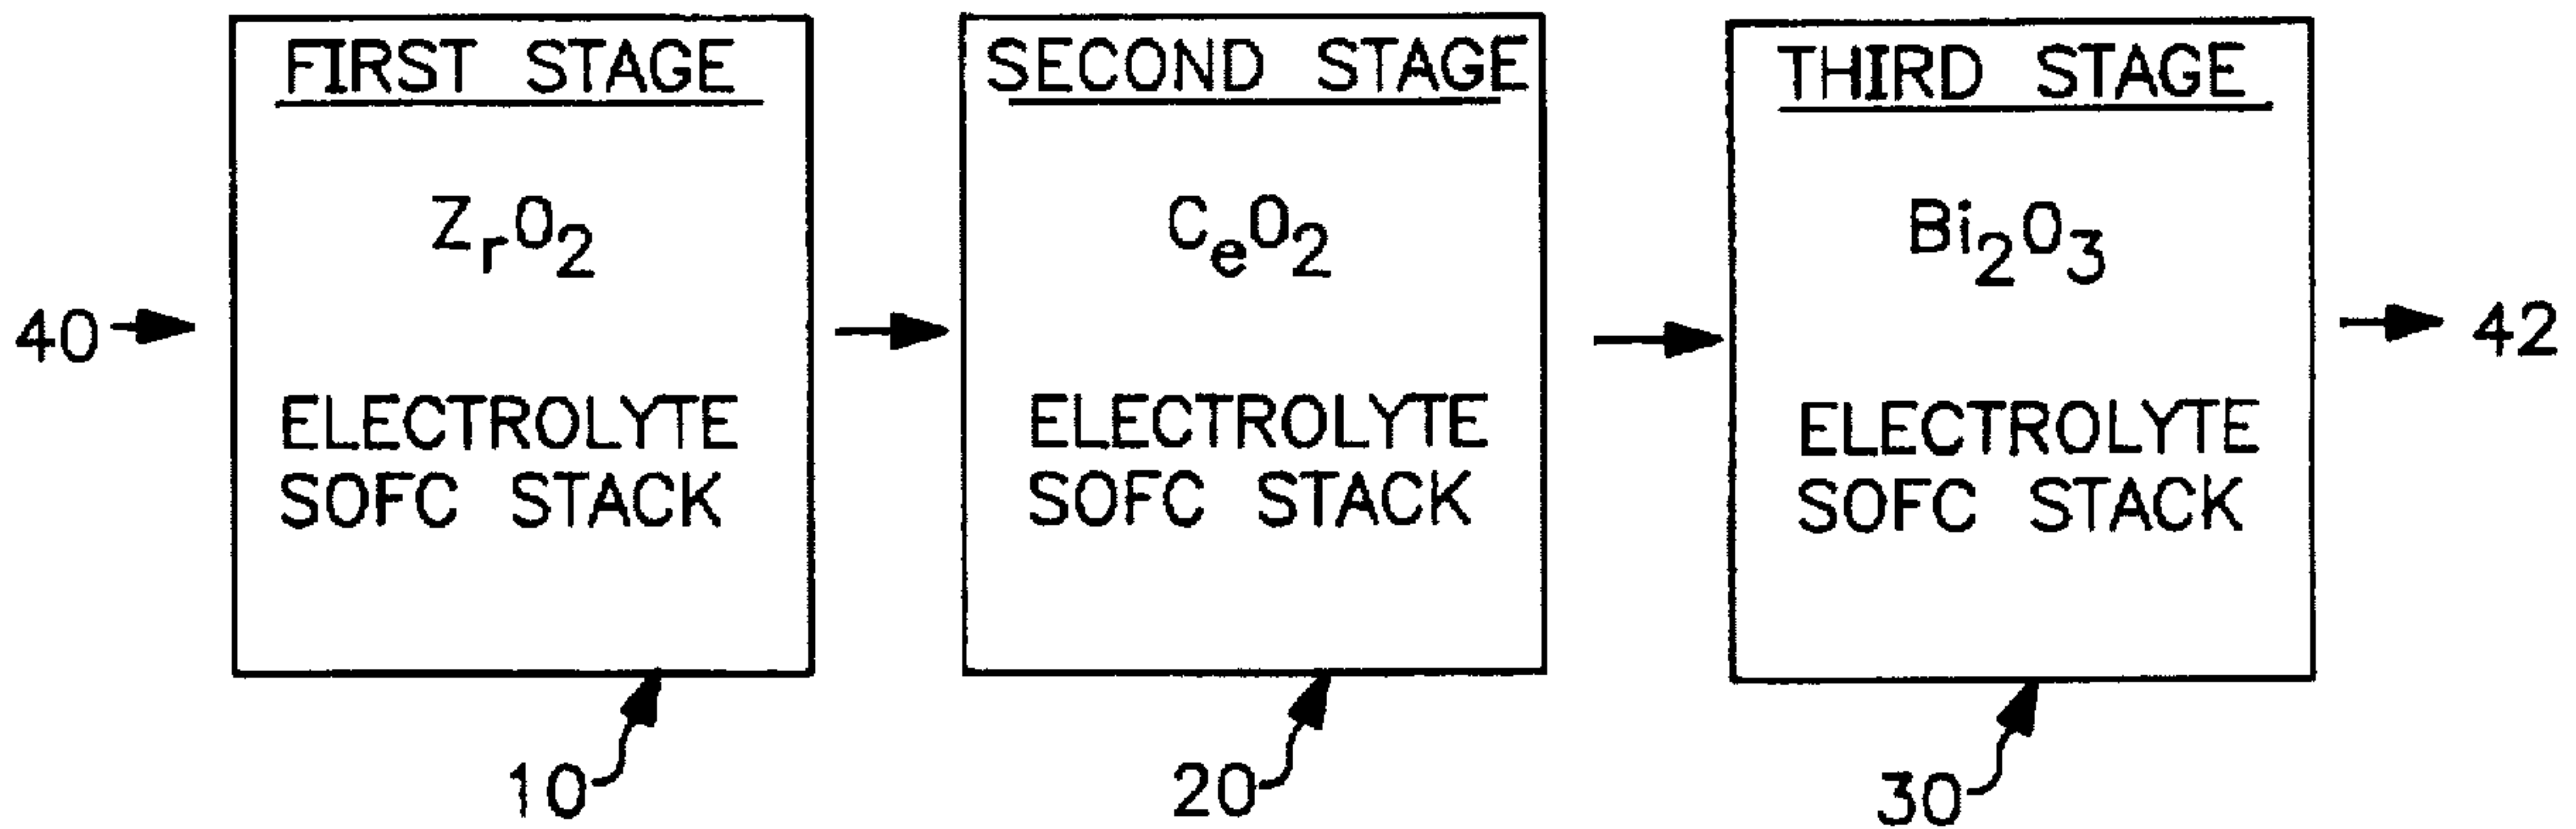 FIRST STAGE
ZrO2
ELECTROLYTE
SOFC STACK
SECOND STAGE
CeO2
ELECTROLYTE
SOFC STACK
THIRD STAGE
Bi2O3
ELECTROLYTE
SOFC STACK
40
42
10
20
30